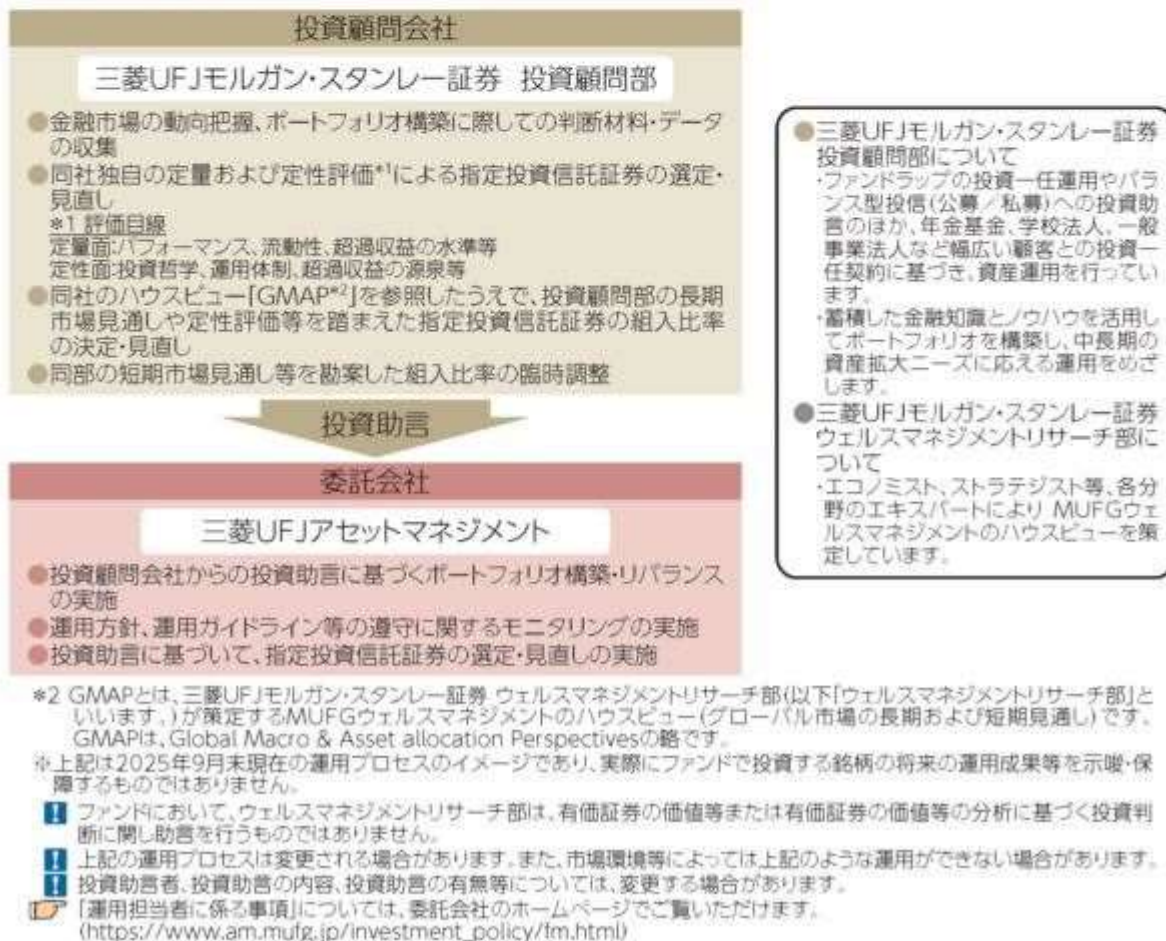 投資顧問会社
三菱UFJモルガン・スタンレー証券 投資顧問部
●金融市場の動向把握、ポートフォリオ構築に際しての判断材料・データ
の収集
●同社独自の定量および定性評価*1による指定投資信託証券の選定・
見直し
*1 評価目線
定量面:パフォーマンス、流動性、超過収益の水準等
定性面:投資哲学、運用体制、超過収益の源泉等
●同社のハウスビュー「GMAP*2」を参照したうえで、投資顧問部の長期
市場見通しや定性評価等を踏まえた指定投資信託証券の組入比率
の決定・見直し
●同部の短期市場見通し等を勘案した組入比率の臨時調整
投資助言
委託会社
三菱UFJアセットマネジメント
●投資顧問会社からの投資助言に基づくポートフォリオ構築・リバランス
の実施
●運用方針、運用ガイドライン等の遵守に関するモニタリングの実施
●投資助言に基づいて、指定投資信託証券の選定・見直しの実施
●三菱UFJモルガン・スタンレー証券
投資顧問部について
・ファンドラップの投資一任運用やバラ
ンス型投信(公募/私募)への投資助
言のほか、年金基金、学校法人、一般
事業法人など幅広い顧客との投資一
任契約に基づき、資産運用を行ってい
ます。
・蓄積した金融知識とノウハウを活用し
てポートフォリオを構築し、中長期の
資産拡大ニーズに応える運用をめざ
します。
●三菱UFJモルガン・スタンレー証券
ウェルスマネジメントリサーチ部に
ついて
・エコノミスト、ストラテジスト等、各分
野のエキスパートにより MUFGウェ
ルスマネジメントのハウスビューを策
定しています。
*2 GMAPとは、三菱UFJモルガン・スタンレー証券 ウェルスマネジメントリサーチ部(以下「ウェルスマネジメントリサーチ部」と
いいます。)が策定するMUFGウェルスマネジメントのハウスビュー(グローバル市場の長期および短期見通し)です。
GMAPは、Global Macro & Asset allocation Perspectivesの略です。
※上記は2025年9月末現在の運用プロセスのイメージであり、実際にファンドで投資する銘柄の将来の運用成果等を示唆・保
障するものではありません。
! ファンドにおいて、ウェルスマネジメントリサーチ部は、有価証券の価値等または有価証券の価値等の分析に基づく投資判
断に関し助言を行うものではありません。
! 上記の運用プロセスは変更される場合があります。また、市場環境等によっては上記のような運用ができない場合があります。
! 投資助言者、投資助言の内容、投資助言の有無等については、変更する場合があります。
「運用担当者に係る事項」については、委託会社のホームページでご覧いただけます。
(https://www.am.mufg.jp/investment_policy/fm.html)